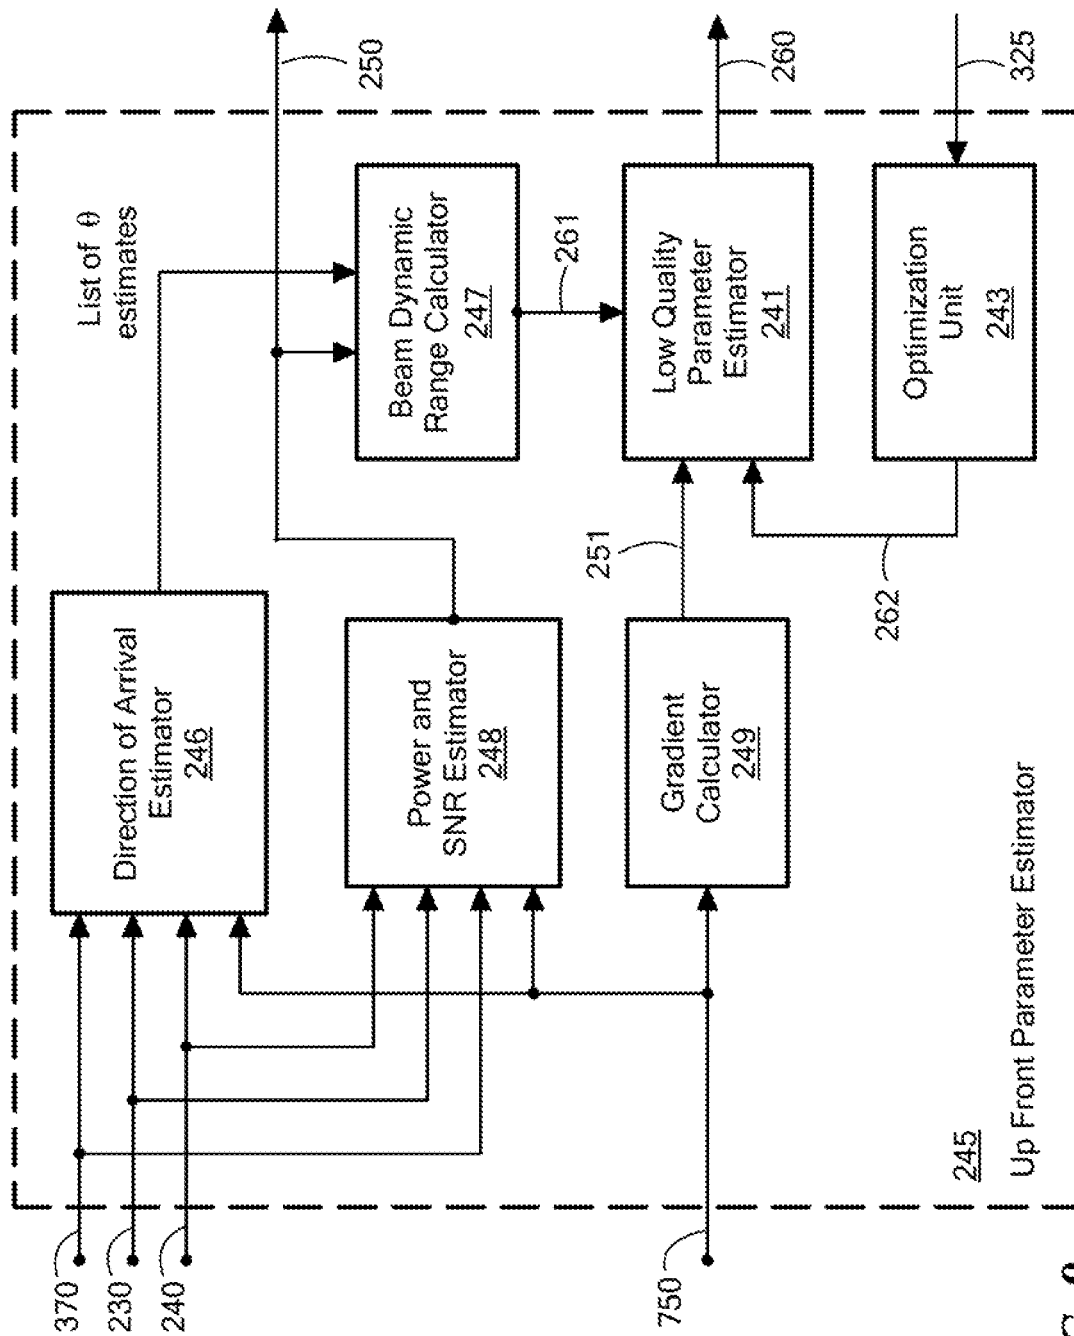 370
230
240
750
Direction of Arrival
Estimator
246
Power and
SNR Estimator
248
Gradient
Calculator
249
List of θ
estimates
250
Beam Dynamic
Range Calculator
247
261
251
Low Quality
Parameter
Estimator
241
260
262
Optimization
Unit
243
325
245
Up Front Parameter Estimator